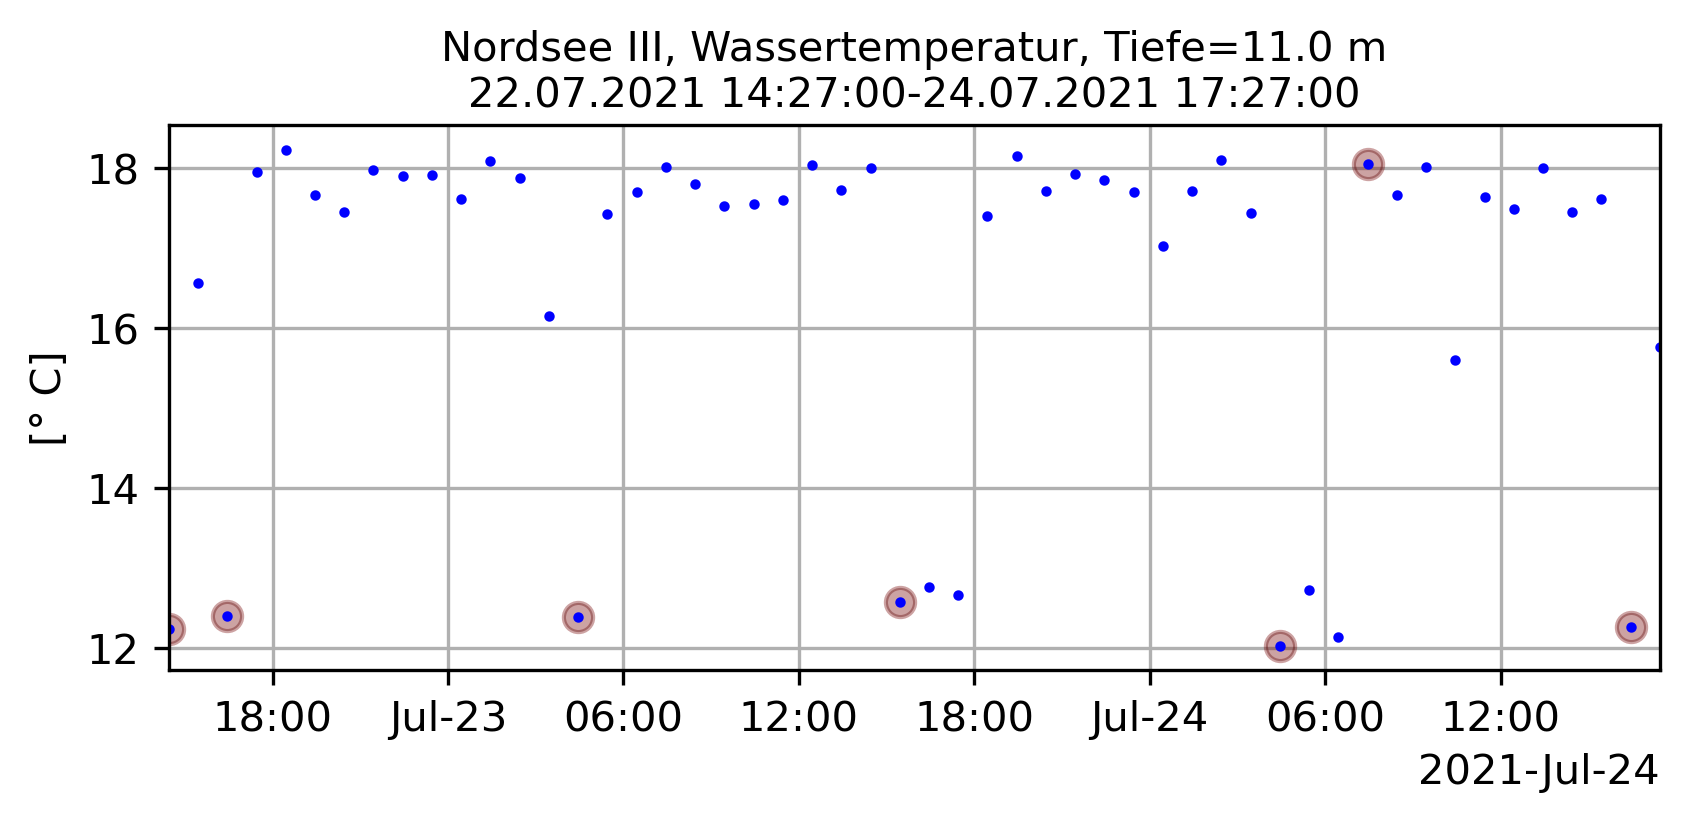 Nordsee III, Wassertemperatur, Tiefe=11.0 m
22.07.2021 14:27:00-24.07.2021 17:27:00
[° C]
18
16
14
12
18:00 Jul-23 06:00 12:00 18:00 Jul-24 06:00 12:00
2021-Jul-24